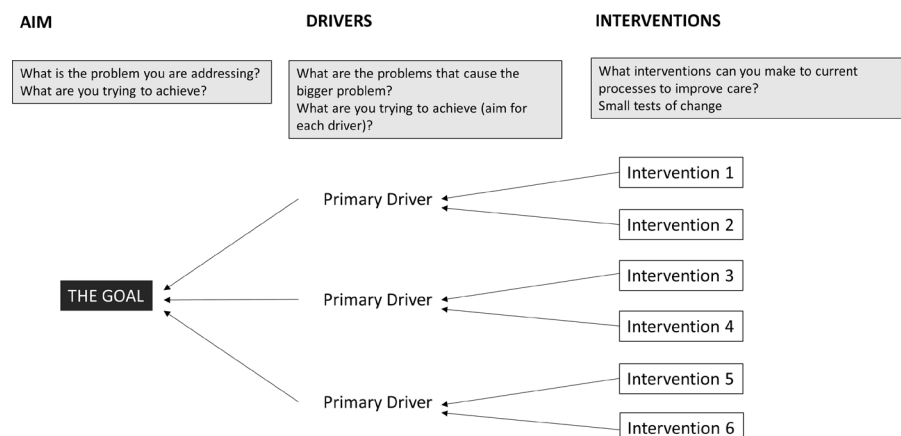 AIM
DRIVERS
INTERVENTIONS
What is the problem you are addressing?
What are you trying to achieve?
What are the problems that cause the
bigger problem?
What are you trying to achieve (aim for
each driver)?
What interventions can you make to current
processes to improve care?
Small tests of change
THE GOAL
Primary Driver
Primary Driver
Primary Driver
Intervention 1
Intervention 2
Intervention 3
Intervention 4
Intervention 5
Intervention 6